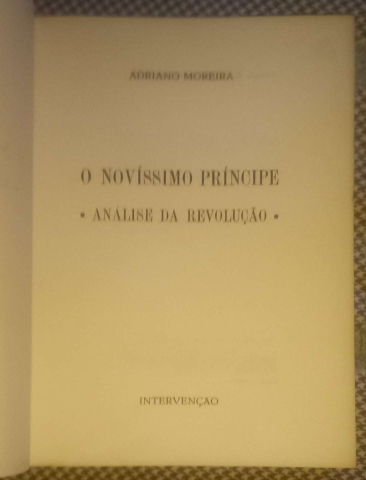 ADRIANO MOREIRA
O NOVÍSSIMO PRÍNCIPE
• ANÁLISE DA REVOLUÇÃO •
INTERVENÇÃO